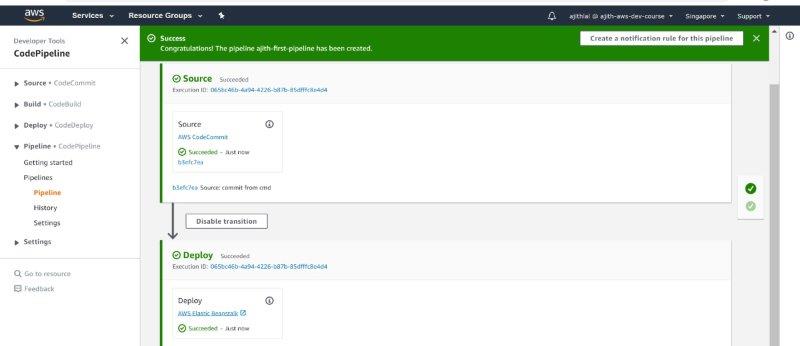 aws
Services
Resource Groups
ajithlal @ ajith-aws-dev-course
Singapore
Support
Developer Tools
CodePipeline
Source • CodeCommit
Build • CodeBuild
Deploy • CodeDeploy
Pipeline • CodePipeline
Getting started
Pipelines
Pipeline
History
Settings
Settings
Go to resource
Feedback
Success
Congratulations! The pipeline ajith-first-pipeline has been created.
Create a notification rule for this pipeline
Source Succeeded
Execution ID: 065bc46b-4a94-4226-b87b-85dfffc8e4d4
Source
AWS CodeCommit
Succeeded - Just now
b3efc7ea
b3efc7ea Source: commit from cmd
Disable transition
Deploy Succeeded
Execution ID: 065bc46b-4a94-4226-b87b-85dfffc8e4d4
Deploy
AWS Elastic Beanstalk
Succeeded - Just now